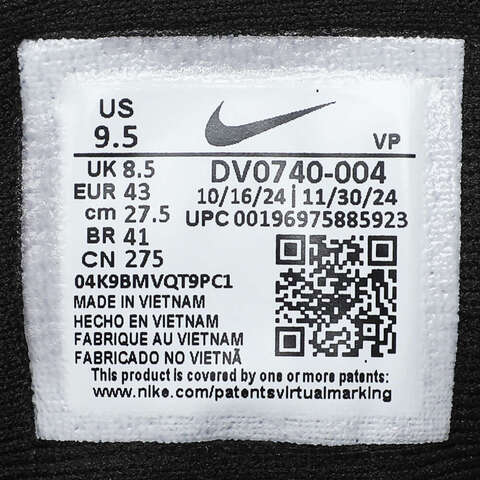 US
9.5
VP
UK 8.5
EUR 43
cm 27.5
BR 41
CN 275
DV0740-004
10/16/24 | 11/30/24
UPC 00196975885923
04K9BMVQT9PC1
MADE IN VIETNAM
HECHO EN VIETNAM
FABRIQUE AU VIETNAM
FABRICADO NO VIETNÃ
This product is covered by one or more patents:
www.nike.com/patentsvirtualmarking